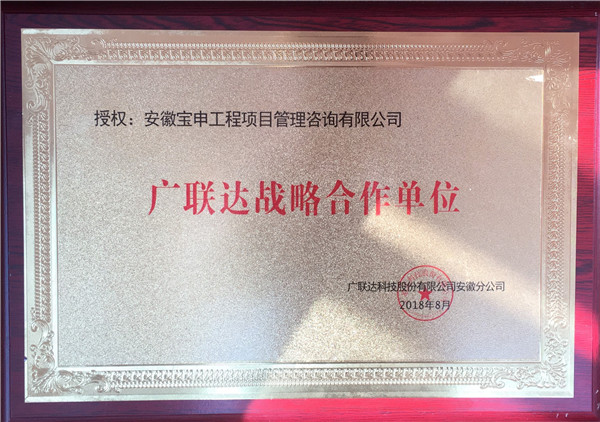 授权：安徽宝申工程项目管理咨询有限公司
广联达战略合作单位
广联达科技股份有限公司安徽分公司
2018年8月